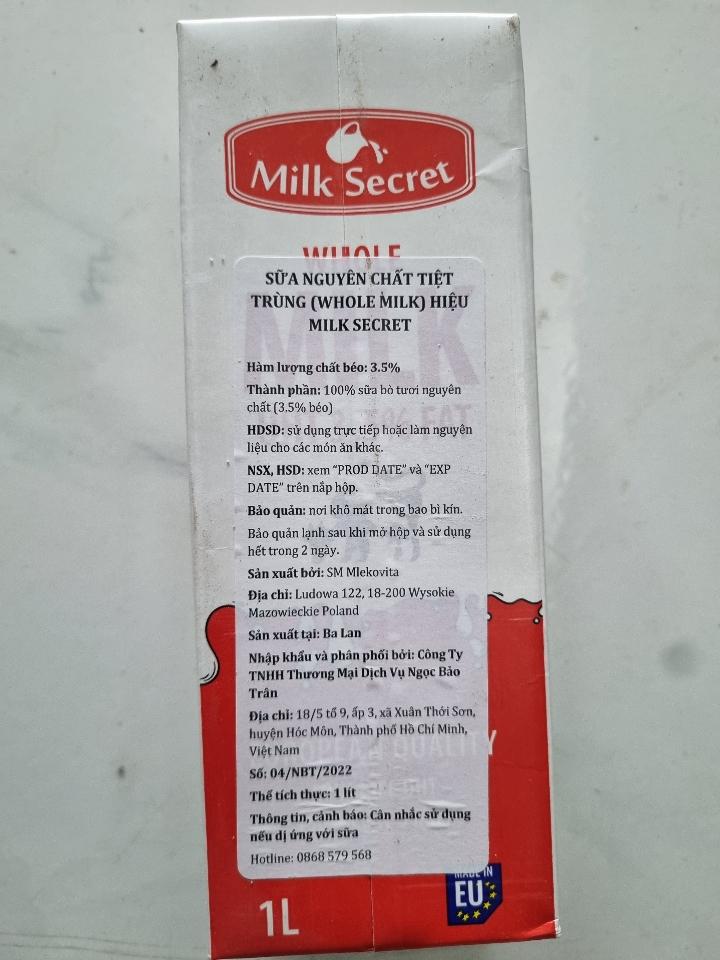 Milk Secret
WHOLE
MILK
SỮA NGUYÊN CHẤT TIỆT
TRÙNG (WHOLE MILK) HIỆU
MILK SECRET
Hàm lượng chất béo: 3.5%
Thành phần: 100% sữa bò tươi nguyên
chất (3.5% béo)
FAT
HDSD: sử dụng trực tiếp hoặc làm nguyên
liệu cho các món ăn khác.
NSX, HSD: xem "PROD DATE" và "EXP
DATE" trên nắp hộp.
Bảo quản: nơi khô mát trong bao bì kín.
Bảo quản lạnh sau khi mở hộp và sử dụng
hết trong 2 ngày.
Sản xuất bởi: SM Mlekovita
Địa chỉ: Ludowa 122, 18-200 Wysokie
Mazowieckie Poland
Sản xuất tại: Ba Lan
Nhập khẩu và phân phối bởi: Công Ty
TNHH Thương Mại Dịch Vụ Ngọc Bảo
Trân
Địa chỉ: 18/5 tổ 9, ấp 3, xã Xuân Thới Sơn,
huyện Hóc Môn, Thành phố Hồ Chí Minh,
Việt Nam
EUROPEAN QUALITY
Số: 04/NBT/2022
Thể tích thực: 1 lít
Thông tin, cảnh báo: Cân nhắc sử dụng
nếu dị ứng với sữa
Hotline: 0868 579 568
MADE IN
EU
1L